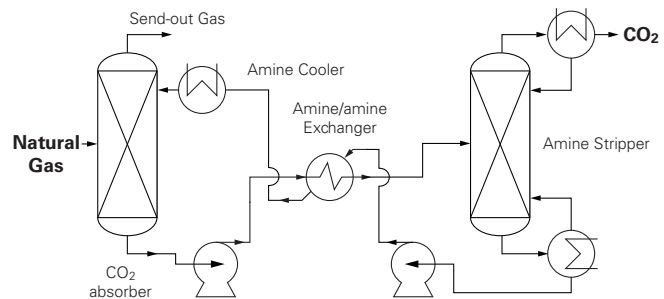 Send-out Gas
Amine Cooler
Amine/amine
Exchanger
CO2
Natural
Gas
Amine Stripper
CO2
absorber